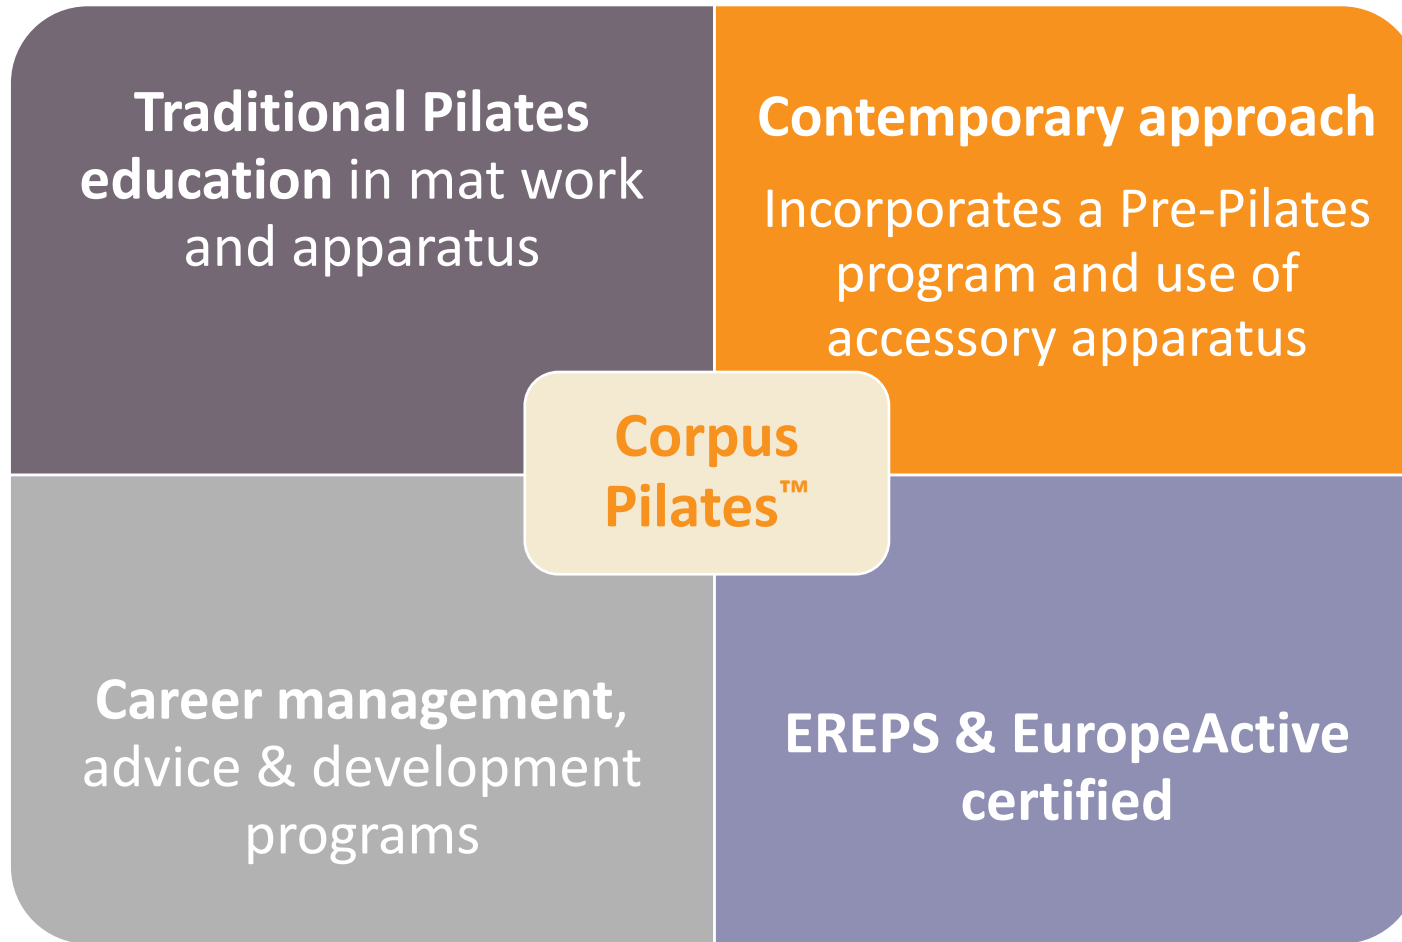 Traditional Pilates
education in mat work
and apparatus
Contemporary approach
Incorporates a Pre-Pilates
program and use of
accessory apparatus
Corpus
Pilates™
Career management,
advice & development
programs
EREPS & EuropeActive
certified